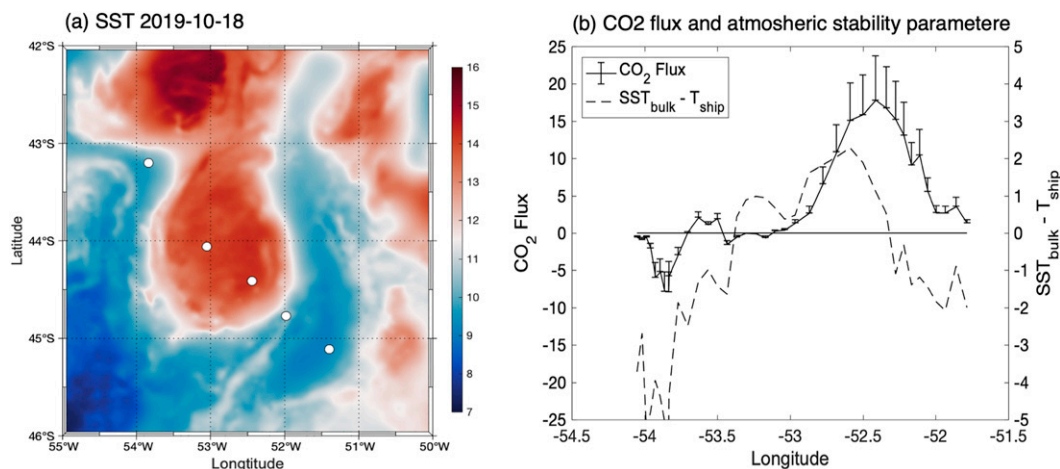 (a) SST 2019-10-18
42°S
43°S
44°S
45°S
46°S
Latitude
55°W 54°W 53°W 52°W 51°W 50°W
Longtitude
16
15
14
13
12
11
10
9
8
7
(b) CO2 flux and atmosheric stability parametere
CO2 Flux
SSTbulk - Tship
25
20
15
10
5
0
-5
-10
-15
-20
-25
CO2 Flux
5
4
3
2
1
0
-1
-2
-3
-4
-5
SSTbulk - Tship
-54.5 -54 -53.5 -53 -52.5 -52 -51.5
Longitude